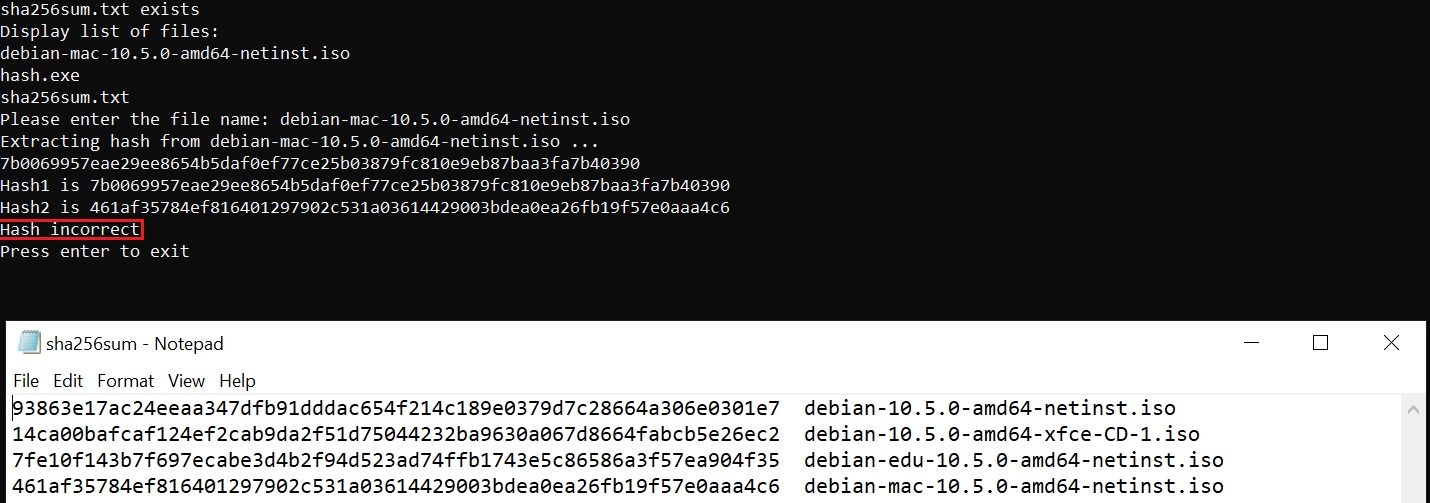 sha256sum.txt exists
Display list of files:
debian-mac-10.5.0-amd64-netinst.iso
hash.exe
sha256sum.txt
Please enter the file name: debian-mac-10.5.0-amd64-netinst.iso
Extracting hash from debian-mac-10.5.0-amd64-netinst.iso ...
7b0069957eae29ee8654b5daf0ef77ce25b03879fc810e9eb87baa3fa7b40390
Hash1 is 7b0069957eae29ee8654b5daf0ef77ce25b03879fc810e9eb87baa3fa7b40390
Hash2 is 461af35784ef816401297902c531a03614429003bdea0ea26fb19f57e0aaa4c6
Hash incorrect
Press enter to exit
sha256sum - Notepad
File Edit Format View Help
93863e17ac24eeaa347dfb91dddac654f214c189e0379d7c28664a306e0301e7 debian-10.5.0-amd64-netinst.iso
14ca00bafcaf124ef2cab9da2f51d75044232ba9630a067d8664fabcb5e26ec2 debian-10.5.0-amd64-xfce-CD-1.iso
7fe10f143b7f697ecabe3d4b2f94d523ad74ffb1743e5c86586a3f57ea904f35 debian-edu-10.5.0-amd64-netinst.iso
461af35784ef816401297902c531a03614429003bdea0ea26fb19f57e0aaa4c6 debian-mac-10.5.0-amd64-netinst.iso